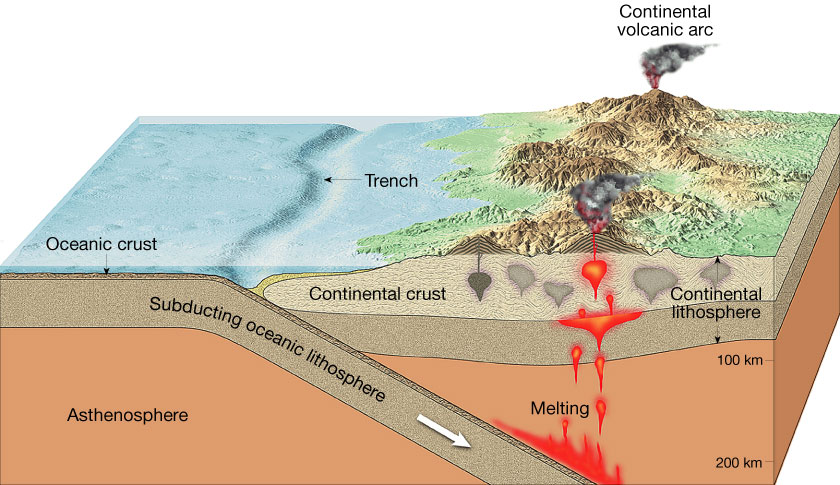 Continental
volcanic arc
Trench
Oceanic crust
Continental crust
Continental
lithosphere
Subducting oceanic lithosphere
100 km
Melting
Asthenosphere
200 km